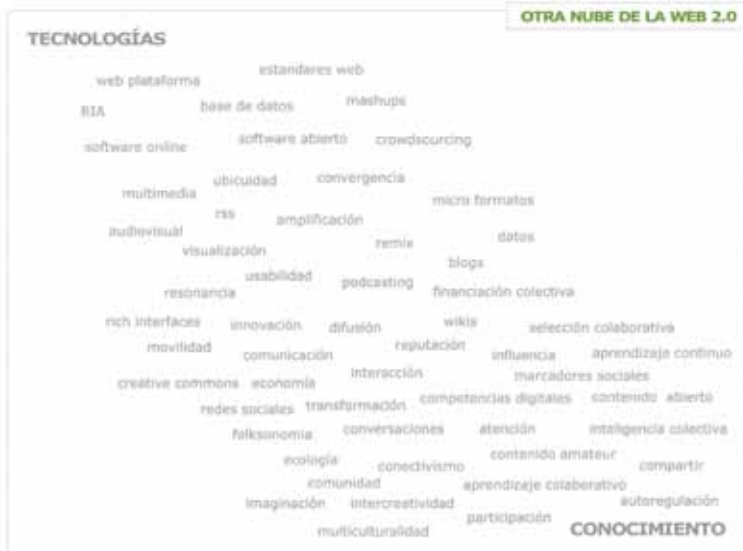 OTRA NUBE DE LA WEB 2.0
TECNOLOGÍAS
estandares web
web plataforma
base de datos mashups
RIA
software abierto crowdsourcing
software online
ubicuidad convergencia
multimedia
micro formatos
rss amplificación
audiovisual
remix datos
visualización
blogs
usabilidad podcasting
resonancia financiación colectiva
rich interfaces innovación difusión wikis selección colaborativa
movilidad comunicación reputación influencia aprendizaje continuo
interacción marcadores sociales
creative commons economía
redes sociales transformación competencias digitales contenido abierto
folksonomia conversaciones atención inteligencia colectiva
ecología conectivismo contenido amateur compartir
comunidad aprendizaje colaborativo
imaginación intercreatividad autoregulación
multiculturalidad participación CONOCIMIENTO